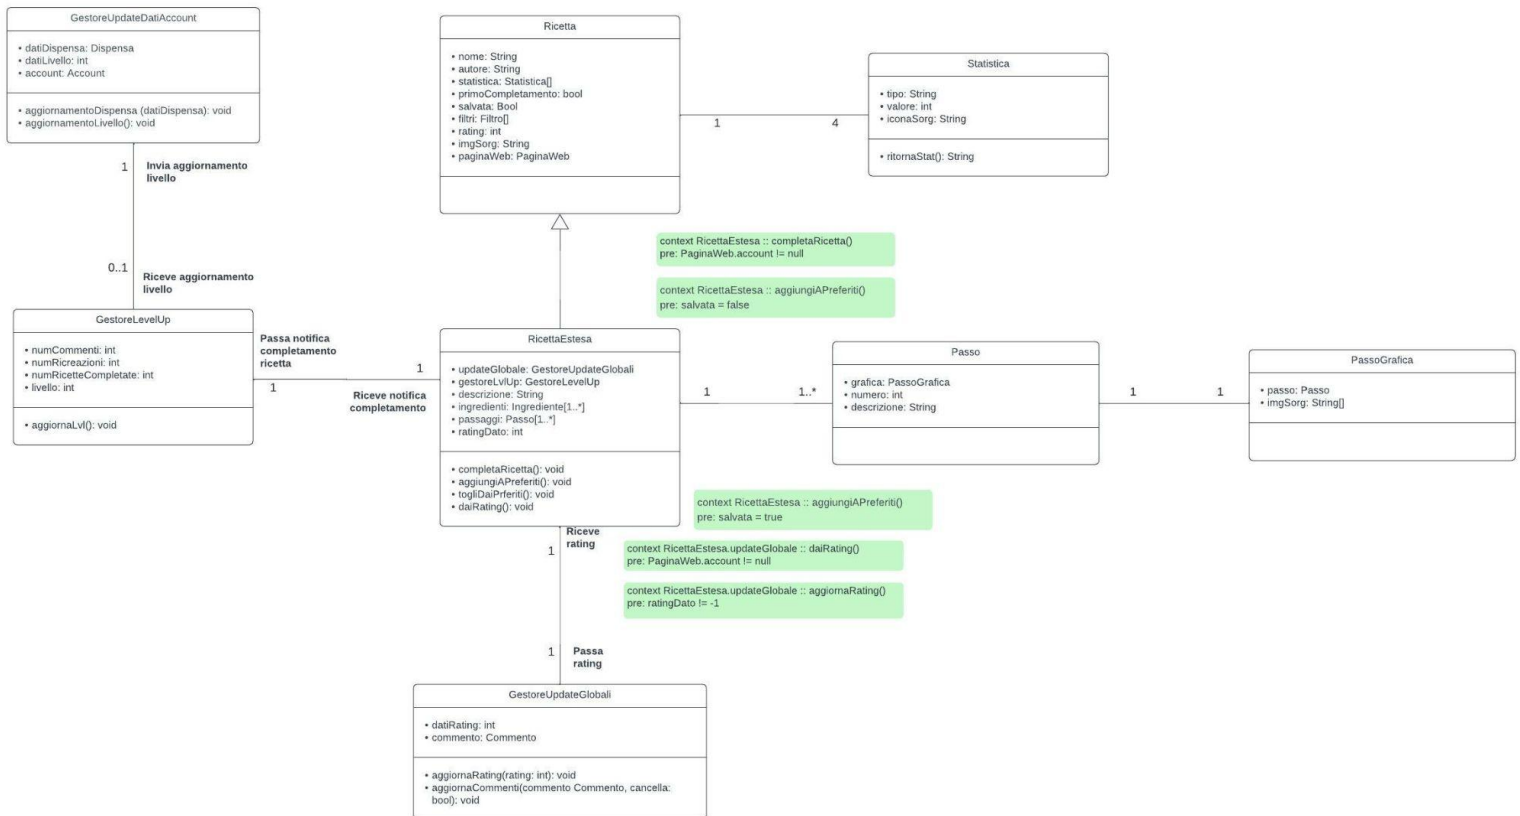 GestoreUpdateDatiAccount
• datiDispensa: Dispensa
• datiLivello: int
• account: Account
• aggiornamentoDispensa (datiDispensa): void
• aggiornamentoLivello(): void
Ricetta
• nome: String
• autore: String
• statistica: Statistica[]
• primoCompletamento: bool
• salvata: Bool
• filtri: Filtro[]
• rating: int
• imgSorg: String
• paginaWeb: PaginaWeb
1
4
Statistica
• tipo: String
• valore: int
• iconaSorg: String
• ritornaStat(): String
1
Invia aggiornamento
livello
0..1
Riceve aggiornamento
livello
context RicettaEstesa :: completaRicetta()
pre: PaginaWeb.account != null
context RicettaEstesa :: aggiungiAPreferiti()
pre: salvata = false
GestoreLevelUp
• numCommenti: int
• numRicreazioni: int
• numRicetteCompletate: int
• livello: int
• aggiornaLvl(): void
Passa notifica
completamento
ricetta
1
1
Riceve notifica
completamento
RicettaEstesa
• updateGlobale: GestoreUpdateGlobali
• gestoreLvlUp: GestoreLevelUp
• descrizione: String
• ingredienti: Ingrediente[1..*]
• passaggi: Passo[1..*]
• ratingDato: int
• completaRicetta(): void
• aggiungiAPreferiti(): void
• togliDaiPrferiti(): void
• daiRating(): void
1
1..*
Passo
• grafica: PassoGrafica
• numero: int
• descrizione: String
1
1
PassoGrafica
• passo: Passo
• imgSorg: String[]
context RicettaEstesa :: aggiungiAPreferiti()
pre: salvata = true
Riceve
rating
1
context RicettaEstesa.updateGlobale :: daiRating()
pre: PaginaWeb.account != null
context RicettaEstesa.updateGlobale :: aggiornaRating()
pre: ratingDato != -1
1
Passa
rating
GestoreUpdateGlobali
• datiRating: int
• commento: Commento
• aggiornaRating(rating: int): void
• aggiornaCommenti(commento Commento, cancella:
bool): void